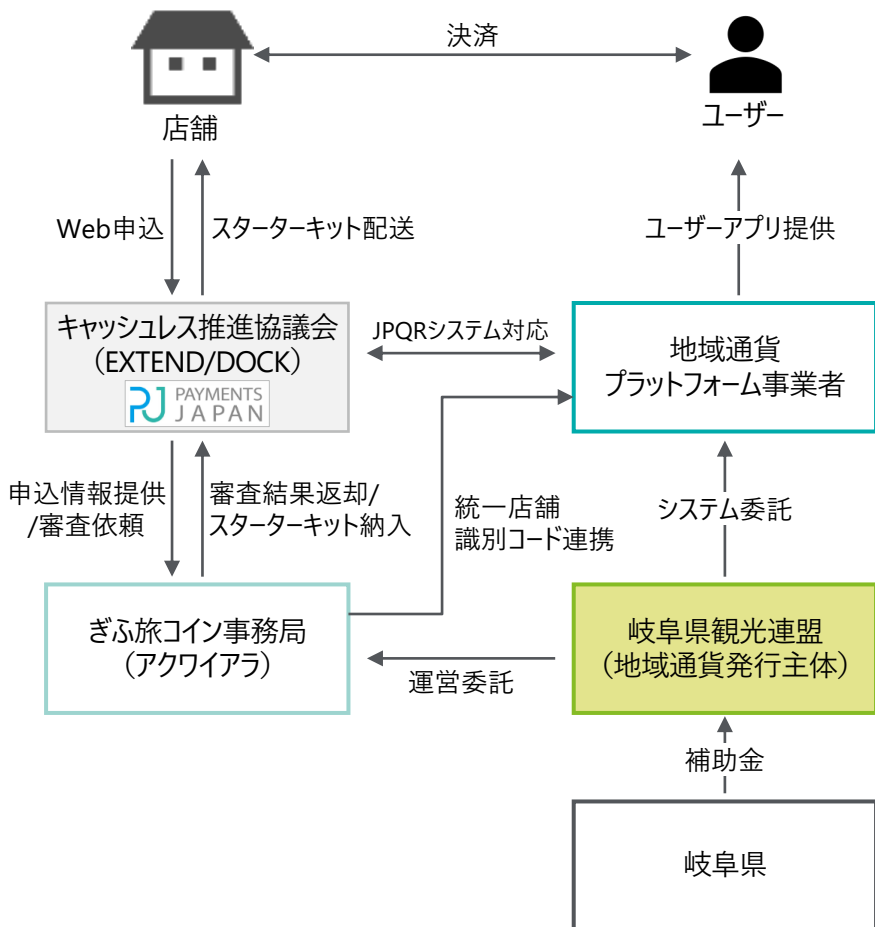 決済
店舗
ユーザー
Web申込
スターターキット配送
ユーザーアプリ提供
キャッシュレス推進協議会
(EXTEND/DOCK)
PAYMENTS
JAPAN
JPQRシステム対応
地域通貨
プラットフォーム事業者
申込情報提供
/審査依頼
審査結果返却/
スターターキット納入
統一店舗
識別コード連携
システム委託
ぎふ旅コイン事務局
(アクワイアラ)
運営委託
岐阜県観光連盟
(地域通貨発行主体)
補助金
岐阜県